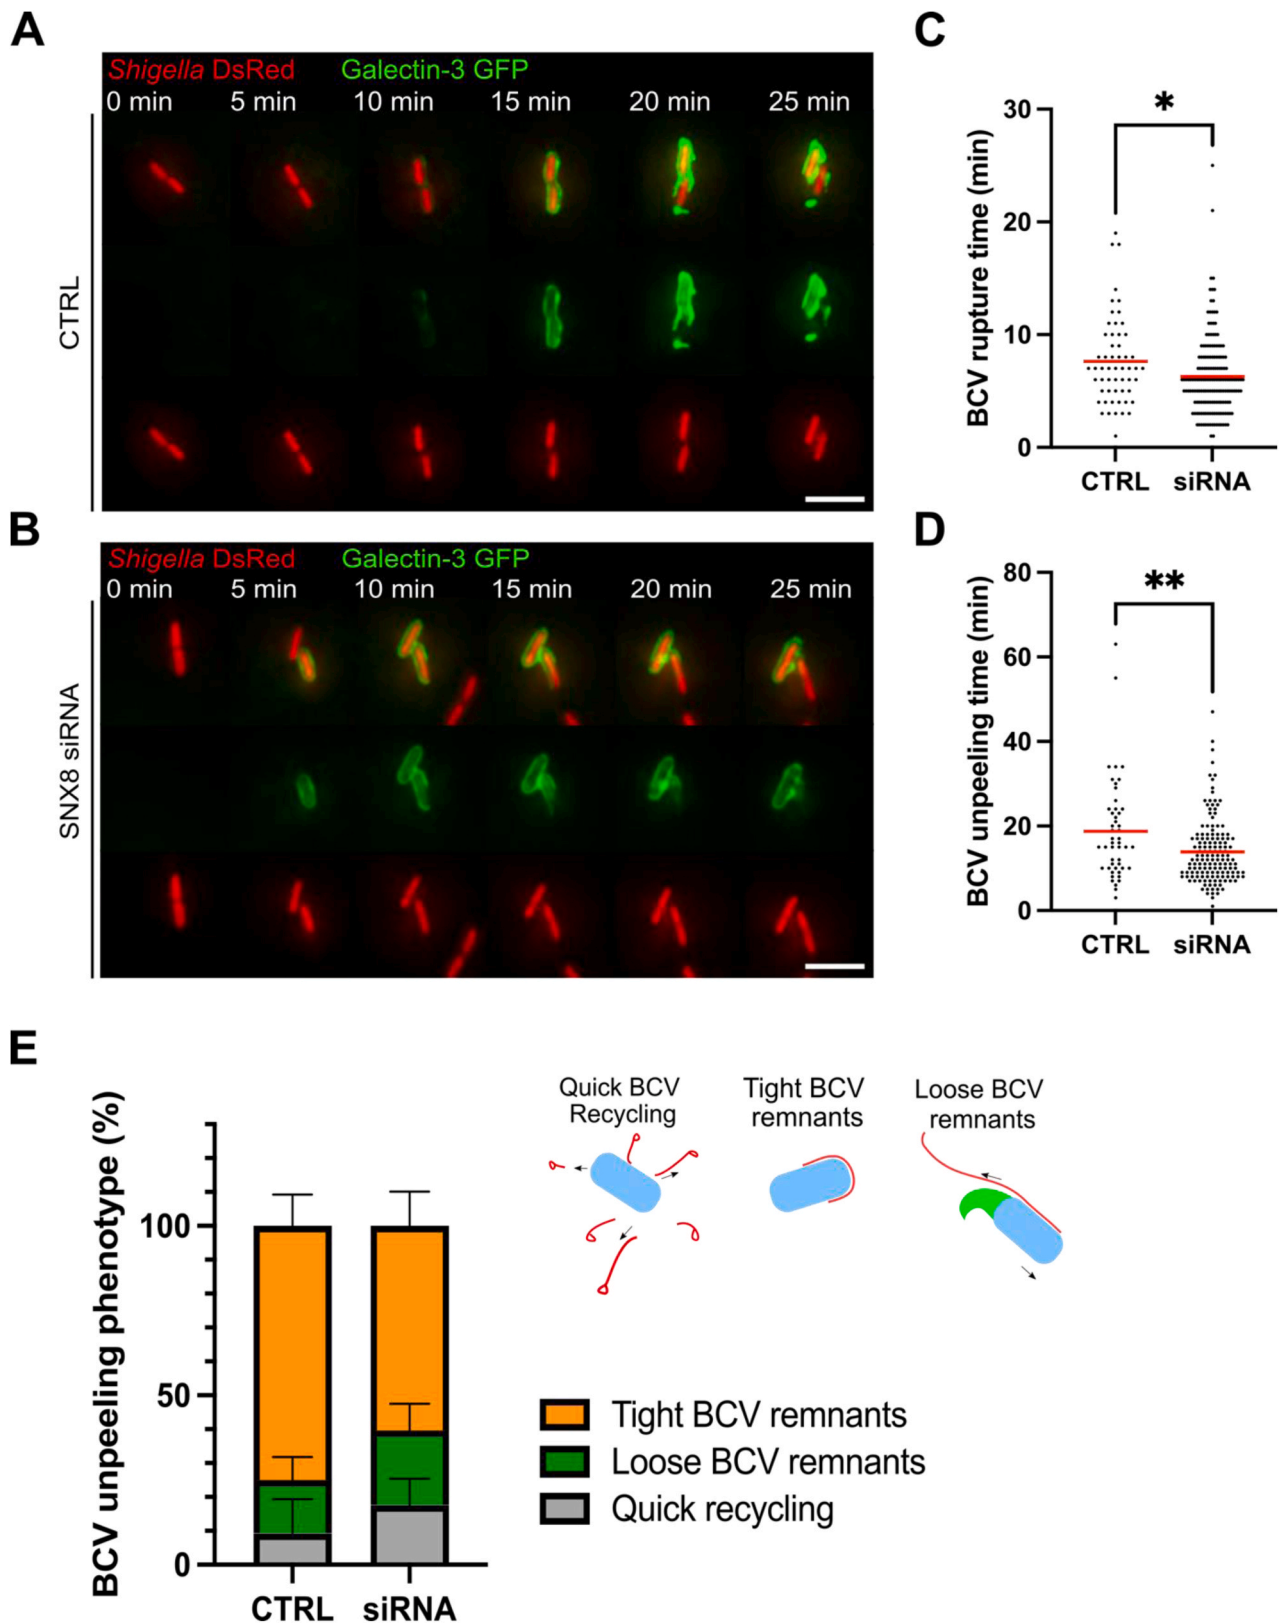 A
Shigella DsRed Galectin-3 GFP
0 min 5 min 10 min 15 min 20 min 25 min
CTRL
B
Shigella DsRed Galectin-3 GFP
0 min 5 min 10 min 15 min 20 min 25 min
SNX8 siRNA
C
BCV rupture time (min)
30
20
10
0
*
CTRL siRNA
D
BCV unpeeling time (min)
80
60
40
20
0
**
CTRL siRNA
E
BCV unpeeling phenotype (%)
100
50
0
CTRL siRNA
Quick BCV
Recycling
Tight BCV
remnants
Loose BCV
remnants
Tight BCV remnants
Loose BCV remnants
Quick recycling